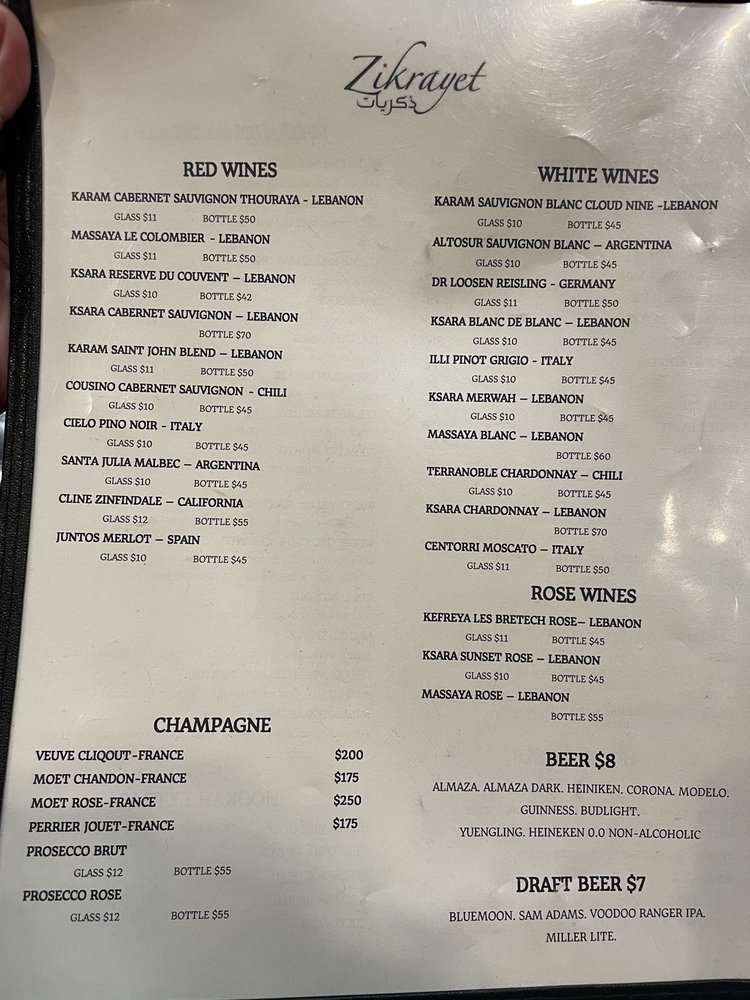 Zikrayet
ذكريات
RED WINES
KARAM CABERNET SAUVIGNON THOURAYA - LEBANON
GLASS $11 BOTTLE $50
MASSAYA LE COLOMBIER - LEBANON
GLASS $11 BOTTLE $50
KSARA RESERVE DU COUVENT – LEBANON
GLASS $10 BOTTLE $42
KSARA CABERNET SAUVIGNON – LEBANON
BOTTLE $70
KARAM SAINT JOHN BLEND – LEBANON
GLASS $11 BOTTLE $50
COUSINO CABERNET SAUVIGNON - CHILI
GLASS $10 BOTTLE $45
CIELO PINO NOIR - ITALY
GLASS $10 BOTTLE $45
SANTA JULIA MALBEC – ARGENTINA
GLASS $10 BOTTLE $45
CLINE ZINFINDALE – CALIFORNIA
GLASS $12 BOTTLE $55
JUNTOS MERLOT – SPAIN
GLASS $10 BOTTLE $45
CHAMPAGNE
VEUVE CLIQOUT-FRANCE $200
MOET CHANDON-FRANCE $175
MOET ROSE-FRANCE $250
PERRIER JOUET-FRANCE $175
PROSECCO BRUT
GLASS $12 BOTTLE $55
PROSECCO ROSE
GLASS $12 BOTTLE $55
WHITE WINES
KARAM SAUVIGNON BLANC CLOUD NINE -LEBANON
GLASS $10 BOTTLE $45
ALTOSUR SAUVIGNON BLANC – ARGENTINA
GLASS $10 BOTTLE $45
DR LOOSEN REISLING - GERMANY
GLASS $11 BOTTLE $50
KSARA BLANC DE BLANC – LEBANON
GLASS $10 BOTTLE $45
ILLI PINOT GRIGIO - ITALY
GLASS $10 BOTTLE $45
KSARA MERWAH – LEBANON
GLASS $10 BOTTLE $45
MASSAYA BLANC – LEBANON
BOTTLE $60
TERRANOBLE CHARDONNAY – CHILI
GLASS $10 BOTTLE $45
KSARA CHARDONNAY – LEBANON
BOTTLE $70
CENTORRI MOSCATO – ITALY
GLASS $11 BOTTLE $50
ROSE WINES
KEFREYA LES BRETECH ROSE– LEBANON
GLASS $11 BOTTLE $45
KSARA SUNSET ROSE – LEBANON
GLASS $10 BOTTLE $45
MASSAYA ROSE – LEBANON
BOTTLE $55
BEER $8
ALMAZA. ALMAZA DARK. HEINIKEN. CORONA. MODELO.
GUINNESS. BUDLIGHT.
YUENGLING. HEINEKEN 0.0 NON-ALCOHOLIC
DRAFT BEER $7
BLUEMOON. SAM ADAMS. VOODOO RANGER IPA.
MILLER LITE.